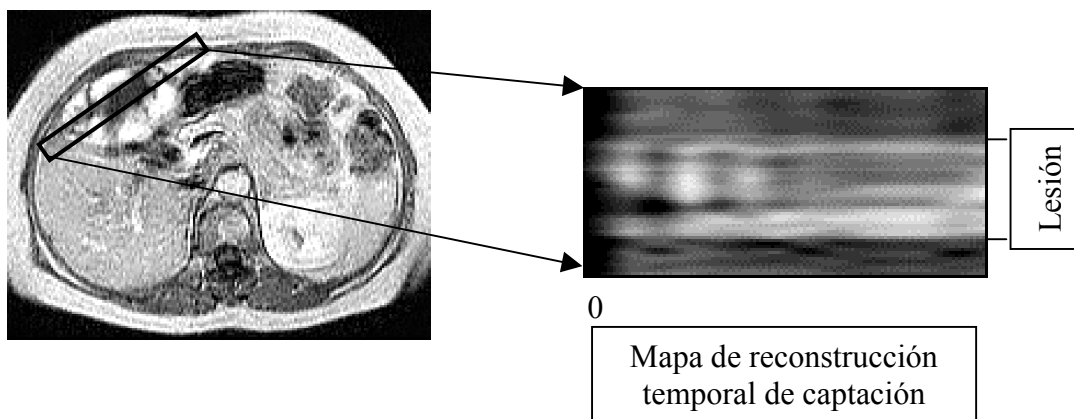 Lesión
0
Mapa de reconstrucción
temporal de captación